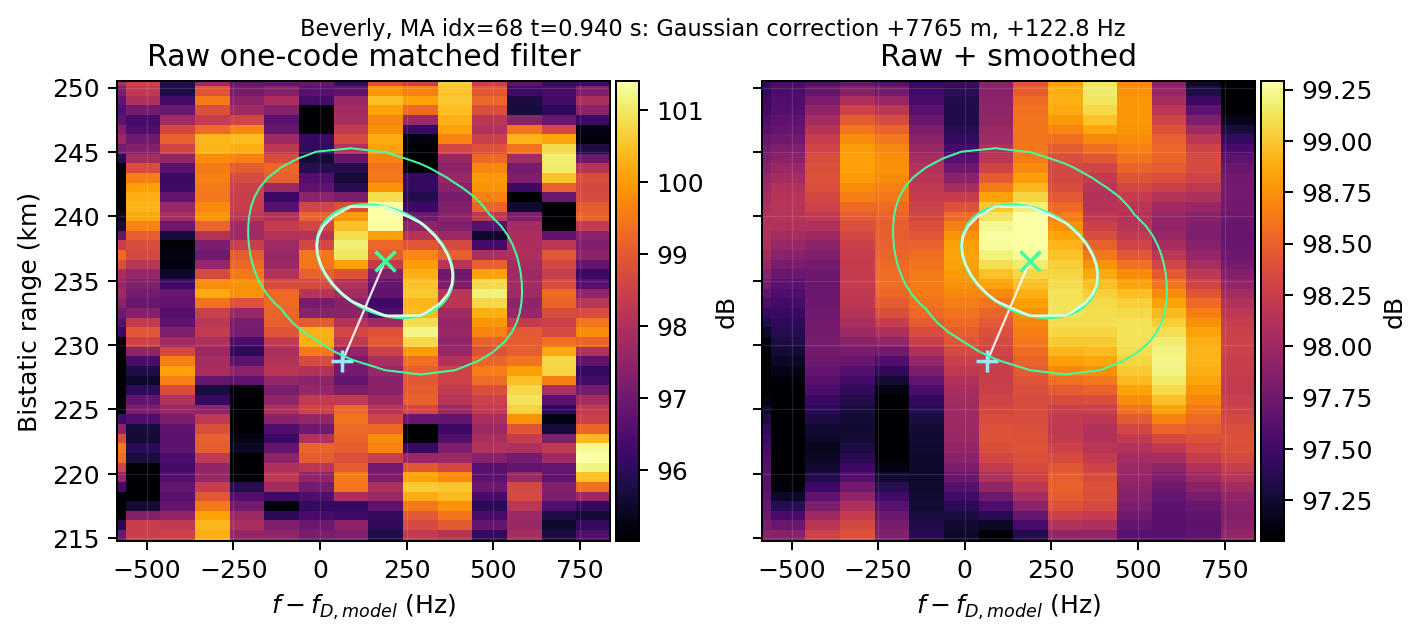 Beverly, MA idx=68 t=0.940 s: Gaussian correction +7765 m, +122.8 Hz
Raw one-code matched filter
Raw + smoothed
Bistatic range (km)
250
245
240
235
230
225
220
215
−500 −250 0 250 500 750
f − f_{D, model} (Hz)
101
100
99
98
97
96
dB
−500 −250 0 250 500 750
f − f_{D, model} (Hz)
99.25
99.00
98.75
98.50
98.25
98.00
97.75
97.50
97.25
dB